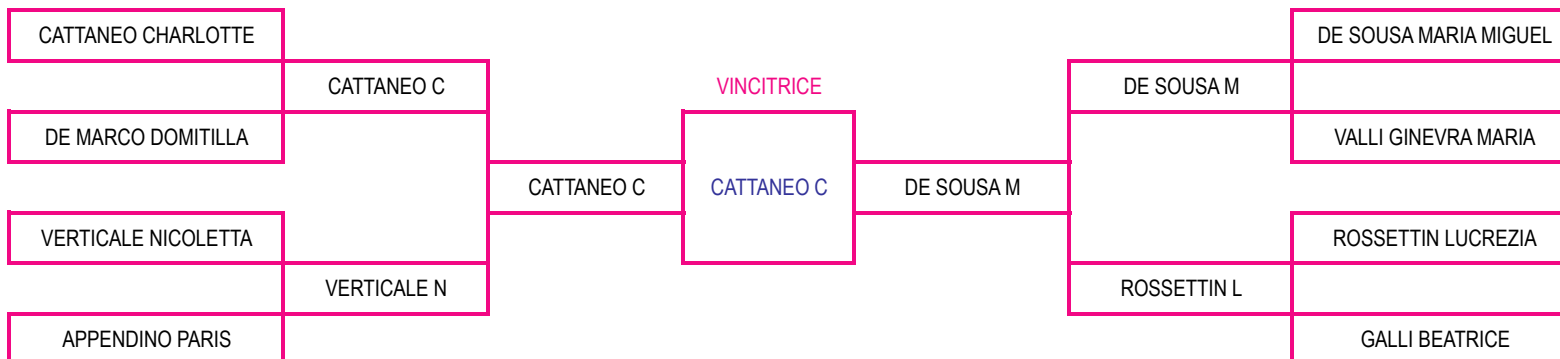 CATTANEO CHARLOTTE
DE SOUSA MARIA MIGUEL
CATTANEO C
VINCITRICE
DE SOUSA M
DE MARCO DOMITILLA
VALLI GINEVRA MARIA
CATTANEO C
CATTANEO C
DE SOUSA M
VERTICALE NICOLETTA
ROSSETTIN LUCREZIA
VERTICALE N
ROSSETTIN L
APPENDINO PARIS
GALLI BEATRICE